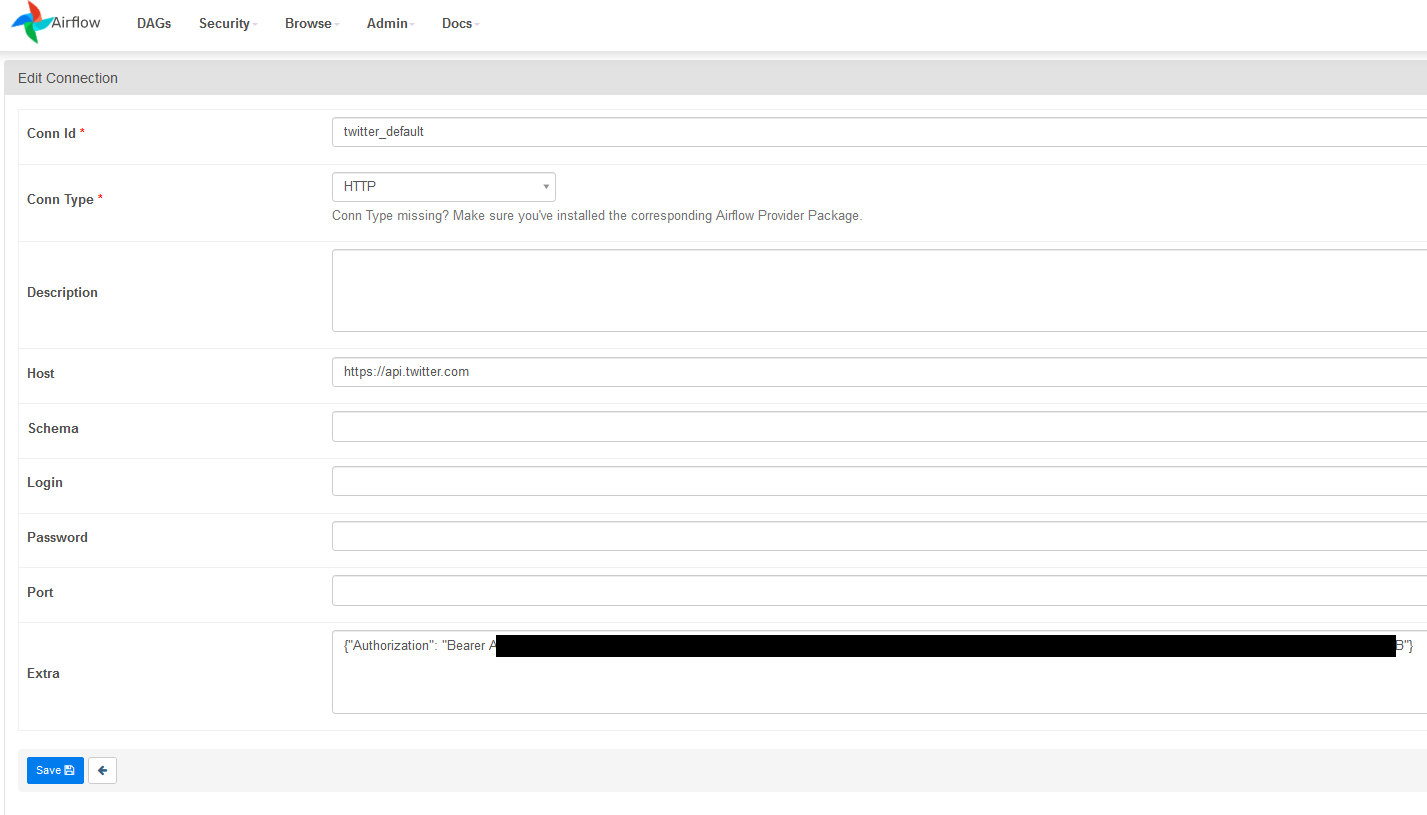 Airflow DAGs Security Browse Admin Docs
Edit Connection
Conn Id * twitter_default
Conn Type * HTTP
Conn Type missing? Make sure you've installed the corresponding Airflow Provider Package.
Description
Host https://api.twitter.com
Schema
Login
Password
Port
{"Authorization": "Bearer A B"}
Extra
Save